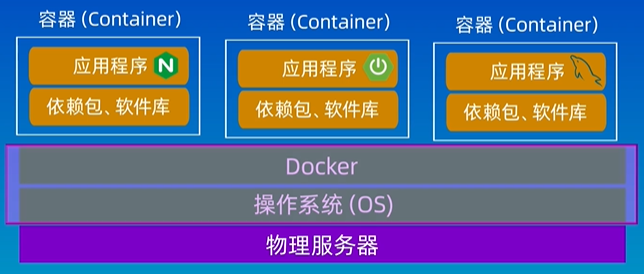 容器 (Container)
容器 (Container)
容器 (Container)
应用程序 N
应用程序
应用程序
依赖包、软件库
依赖包、软件库
依赖包、软件库
Docker
操作系统 (OS)
物理服务器